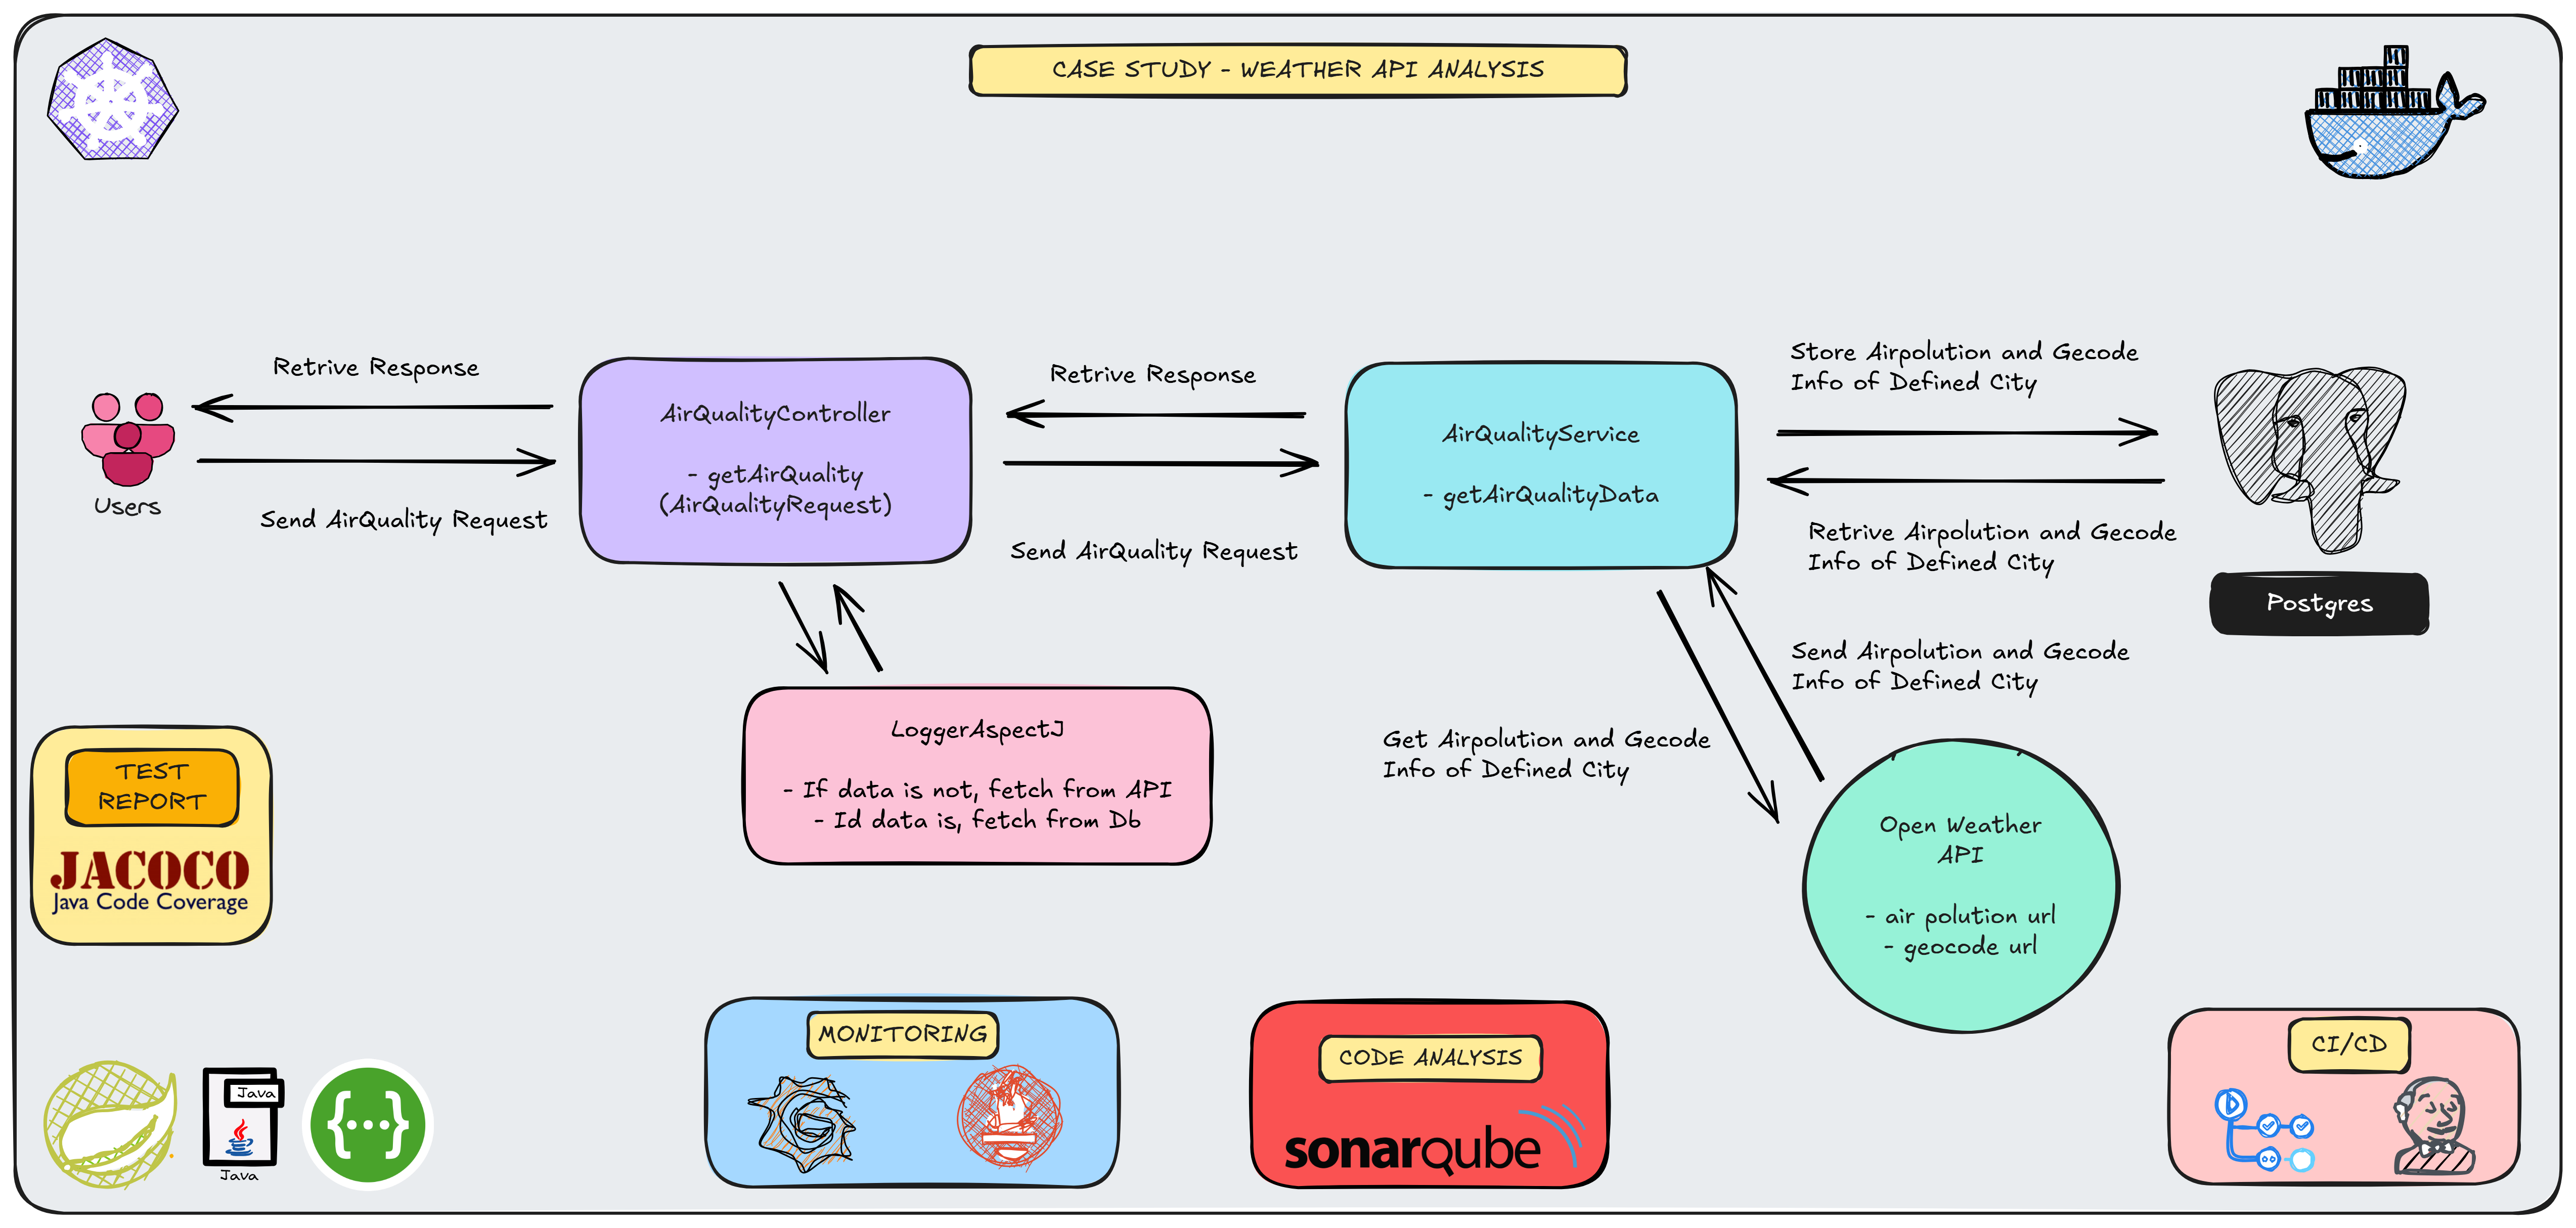 CASE STUDY - WEATHER API ANALYSIS
Retrive Response
Users
Send AirQuality Request
AirQualityController
- getAirQuality
(AirQualityRequest)
Retrive Response
Send AirQuality Request
AirQualityService
- getAirQualityData
Store Airpolution and Gecode
Info of Defined City
Retrive Airpolution and Gecode
Info of Defined City
Postgres
Send Airpolution and Gecode
Info of Defined City
Get Airpolution and Gecode
Info of Defined City
LoggerAspectJ
- If data is not, fetch from API
- Id data is, fetch from Db
Open Weather
API
- air polution url
- geocode url
TEST
REPORT
JACOCO
Java Code Coverage
Java
Java
MONITORING
CODE ANALYSIS
sonarqube
CI/CD